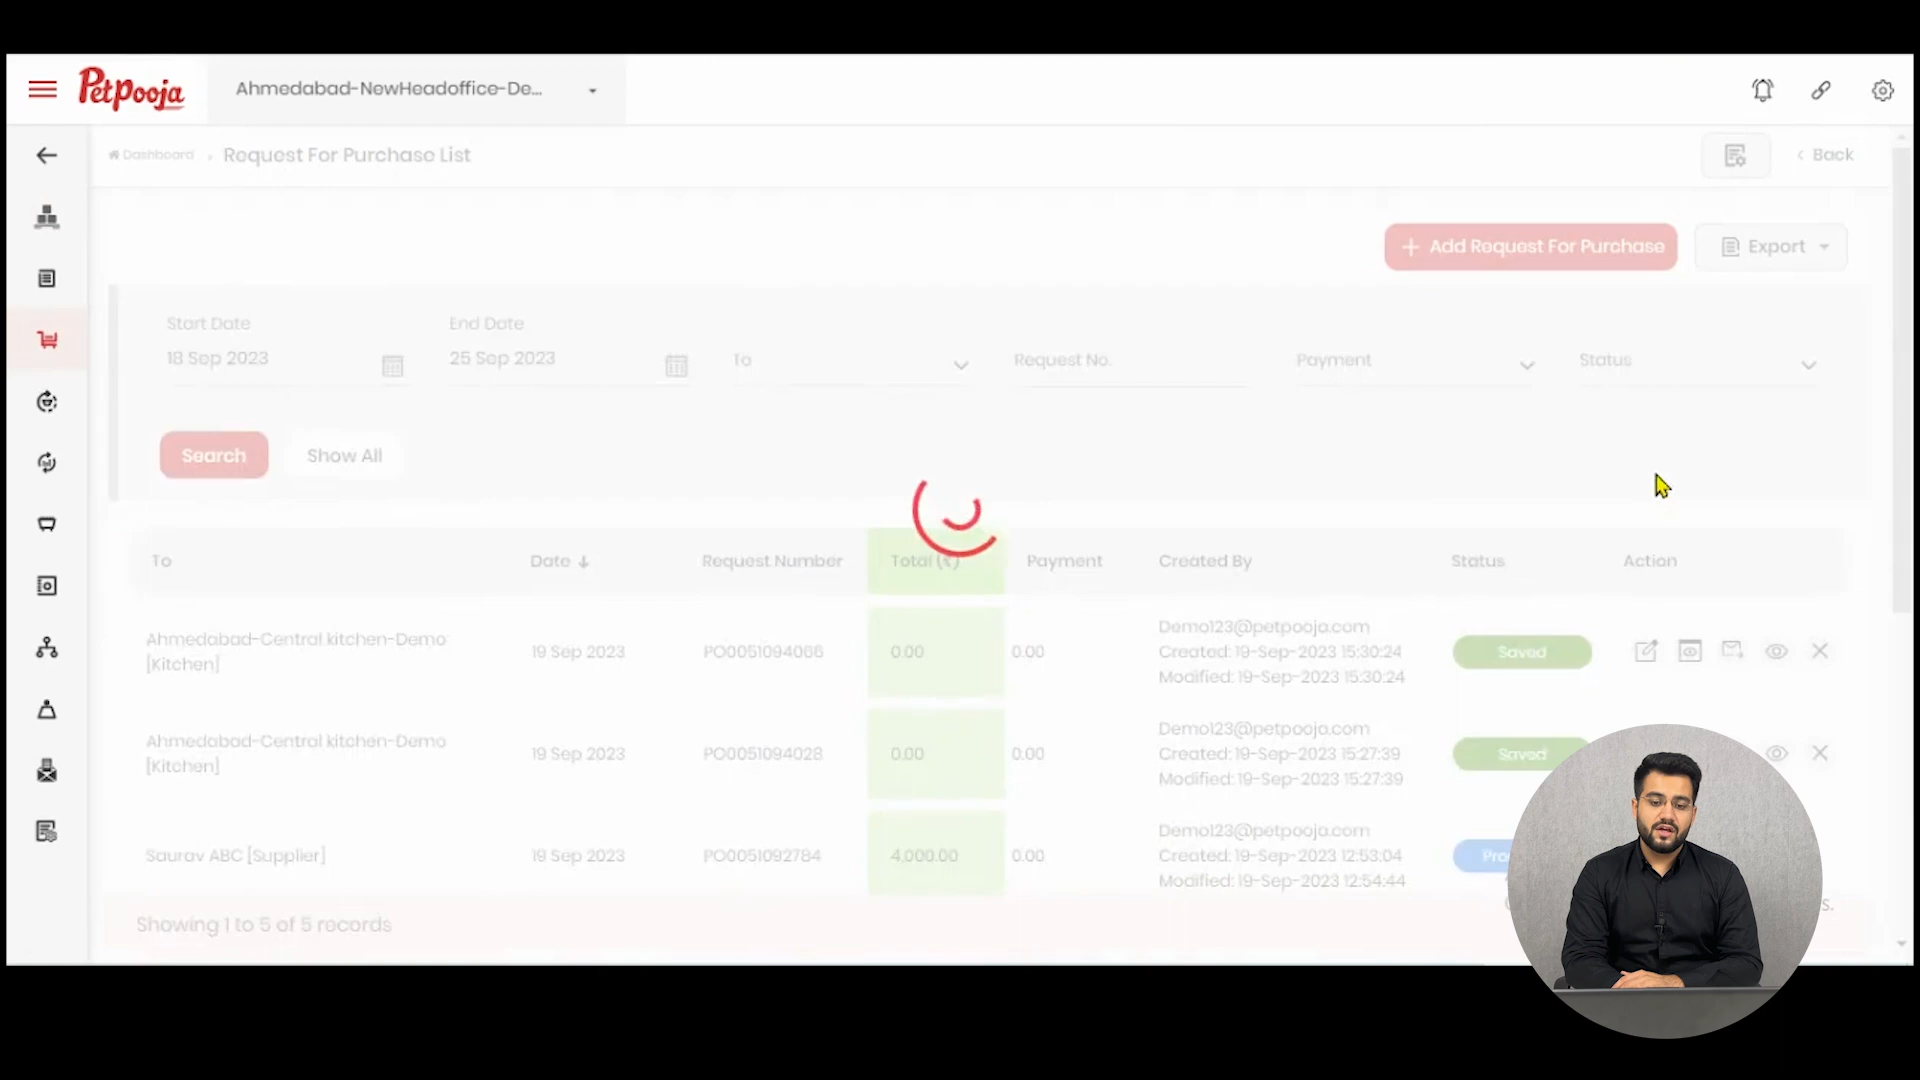 PetPooja
Ahmedabad-NewHeadoffice-De...
Dashboard › Request For Purchase List
‹ Back
+ Add Request For Purchase
Export
Start Date
18 Sep 2023
End Date
25 Sep 2023
To
Request No.
Payment
Status
Search
Show All
To Date ↓ Request Number Total (₹) Payment Created By Status Action
Ahmedabad-Central kitchen-Demo
[Kitchen]
19 Sep 2023
PO0051094066
0.00
0.00
Demo123@petpooja.com
Created: 19-Sep-2023 15:30:24
Modified: 19-Sep-2023 15:30:24
Saved
Ahmedabad-Central kitchen-Demo
[Kitchen]
19 Sep 2023
PO0051094028
0.00
0.00
Demo123@petpooja.com
Created: 19-Sep-2023 15:27:39
Modified: 19-Sep-2023 15:27:39
Saved
Saurav ABC [Supplier]
19 Sep 2023
PO0051092784
4,000.00
0.00
Demo123@petpooja.com
Created: 19-Sep-2023 12:53:04
Modified: 19-Sep-2023 12:54:44
Showing 1 to 5 of 5 records